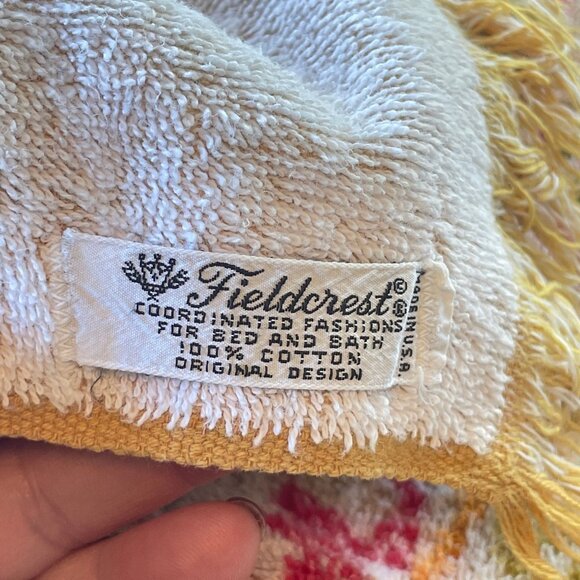 Fieldcrest ©®
COORDINATED FASHIONS
FOR BED AND BATH
100% COTTON
ORIGINAL DESIGN
MADE IN U.S.A.